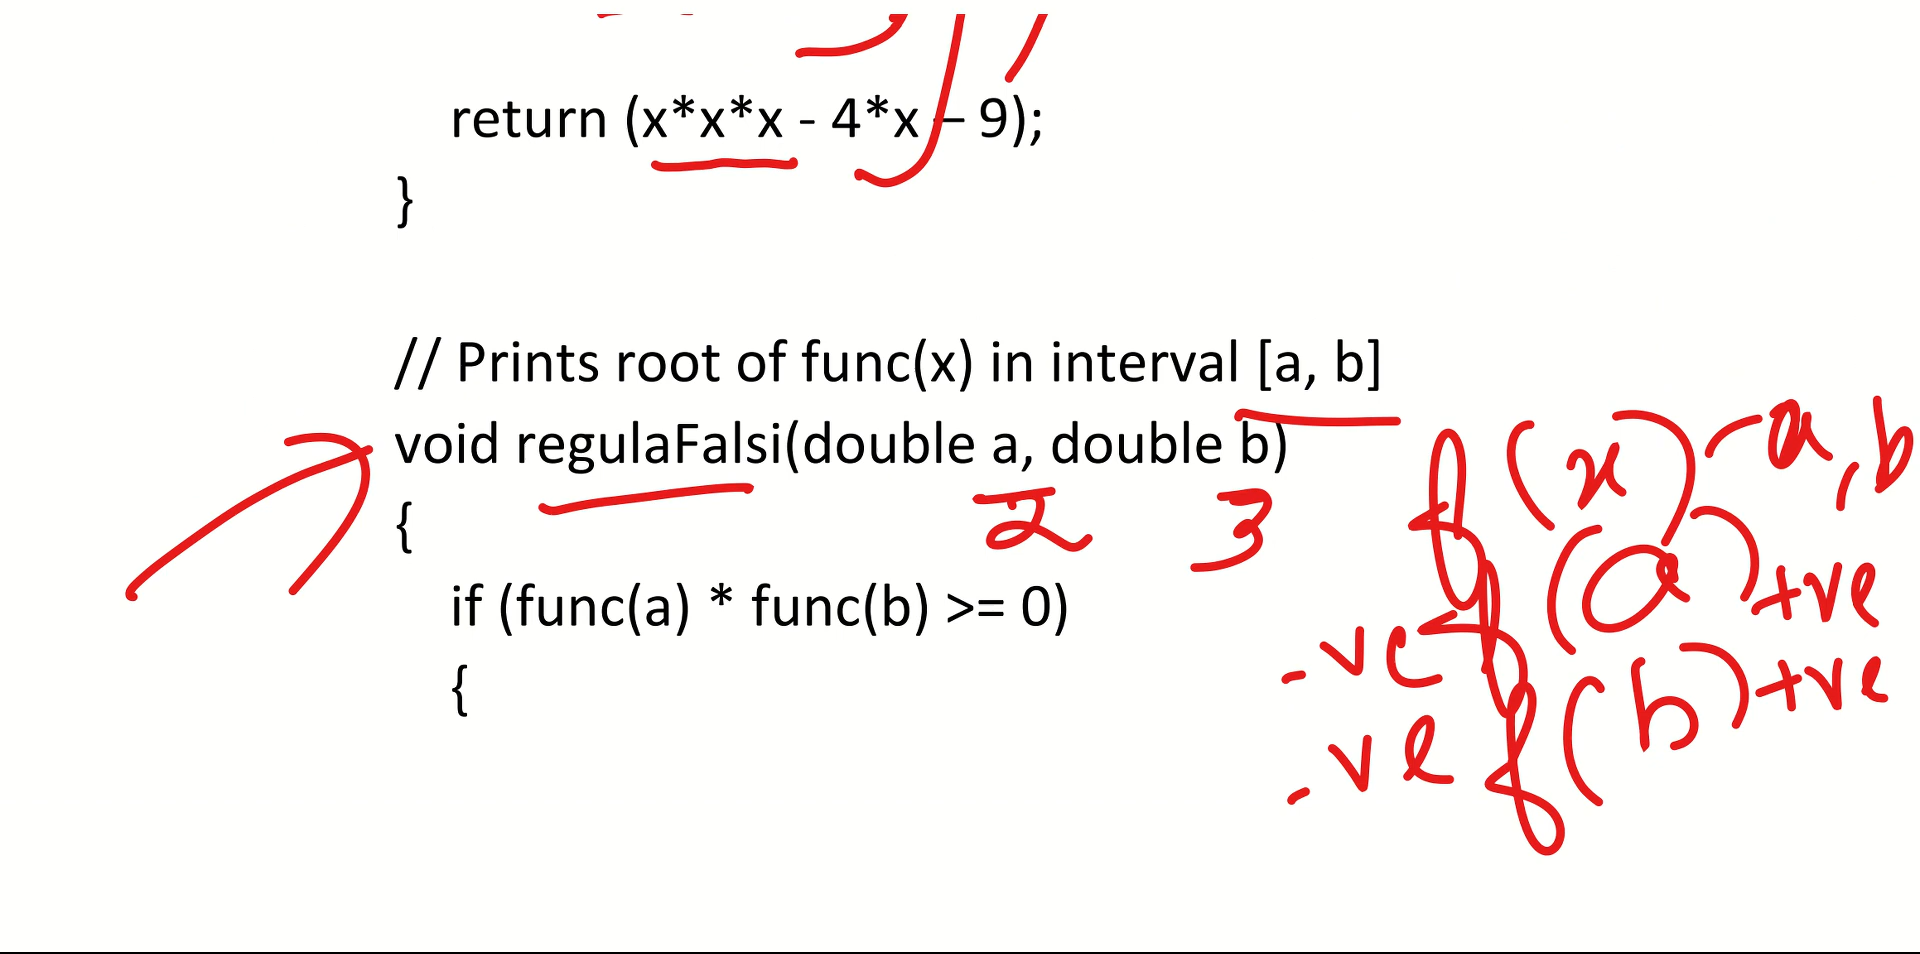 return (x*x*x - 4*x – 9);
}
// Prints root of func(x) in interval [a, b]
void regulaFalsi(double a, double b)
f(x) - a, b
{
2 3
f(a) +ve
if (func(a) * func(b) >= 0)
-ve
f(b) +ve
{
-ve